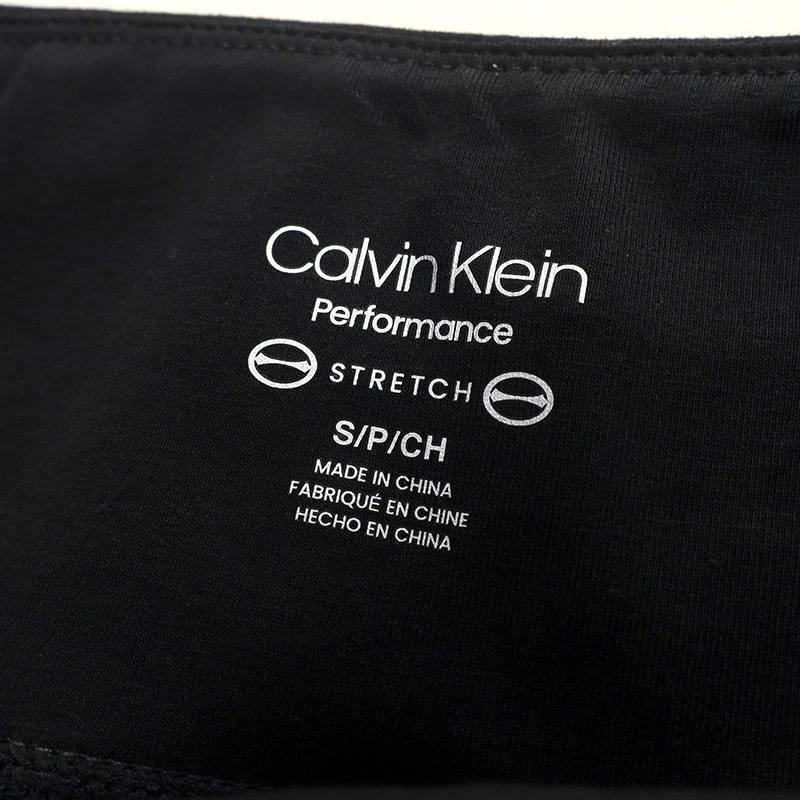 Calvin Klein
Performance
STRETCH
S/P/CH
MADE IN CHINA
FABRIQUÉ EN CHINE
HECHO EN CHINA